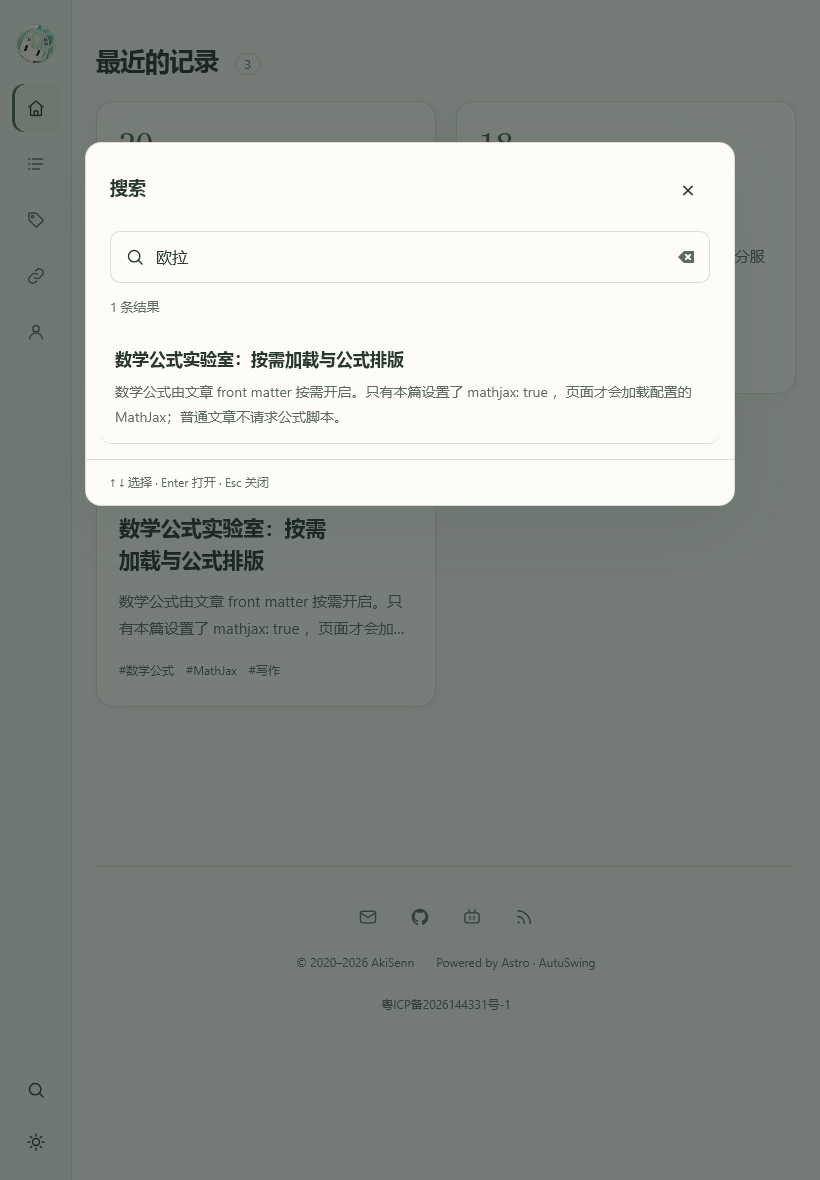 最近的记录 3
20 18
搜索
欧拉
分服
1 条结果
数学公式实验室：按需加载与公式排版
数学公式由文章 front matter 按需开启。只有本篇设置了 mathjax: true ，页面才会加载配置的
MathJax；普通文章不请求公式脚本。
↑ ↓ 选择 · Enter 打开 · Esc 关闭
数学公式实验室：按需
加载与公式排版
数学公式由文章 front matter 按需开启。只
有本篇设置了 mathjax: true ，页面才会加...
#数学公式 #MathJax #写作
© 2020–2026 AkiSenn Powered by Astro · AutuSwing
粤ICP备2026144331号-1